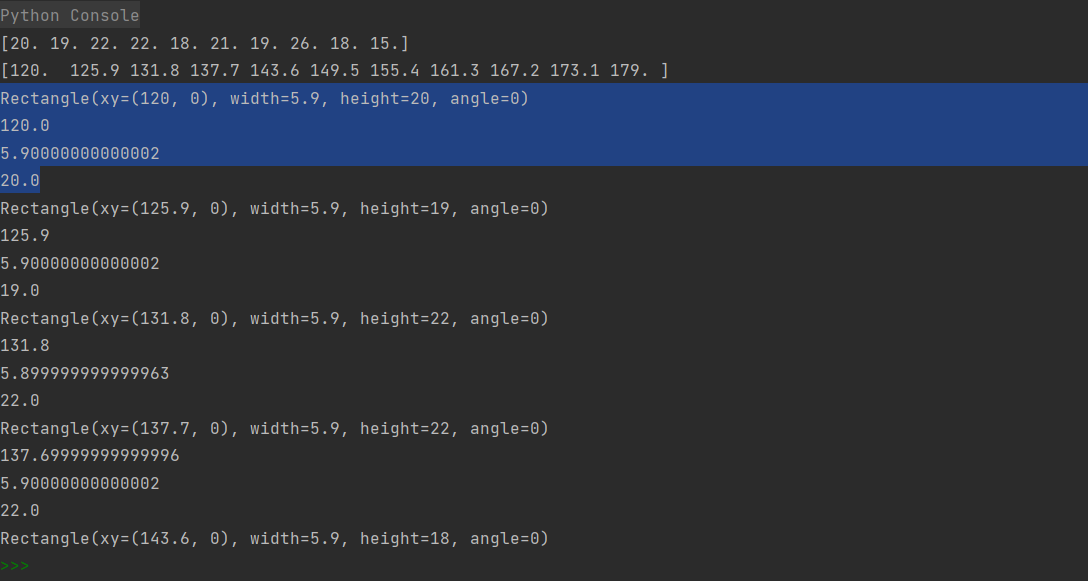 Python Console
[20. 19. 22. 22. 18. 21. 19. 26. 18. 15.]
[120.  125.9 131.8 137.7 143.6 149.5 155.4 161.3 167.2 173.1 179. ]
Rectangle(xy=(120, 0), width=5.9, height=20, angle=0)
120.0
5.90000000000002
20.0
Rectangle(xy=(125.9, 0), width=5.9, height=19, angle=0)
125.9
5.90000000000002
19.0
Rectangle(xy=(131.8, 0), width=5.9, height=22, angle=0)
131.8
5.899999999999963
22.0
Rectangle(xy=(137.7, 0), width=5.9, height=22, angle=0)
137.69999999999996
5.90000000000002
22.0
Rectangle(xy=(143.6, 0), width=5.9, height=18, angle=0)
>>>